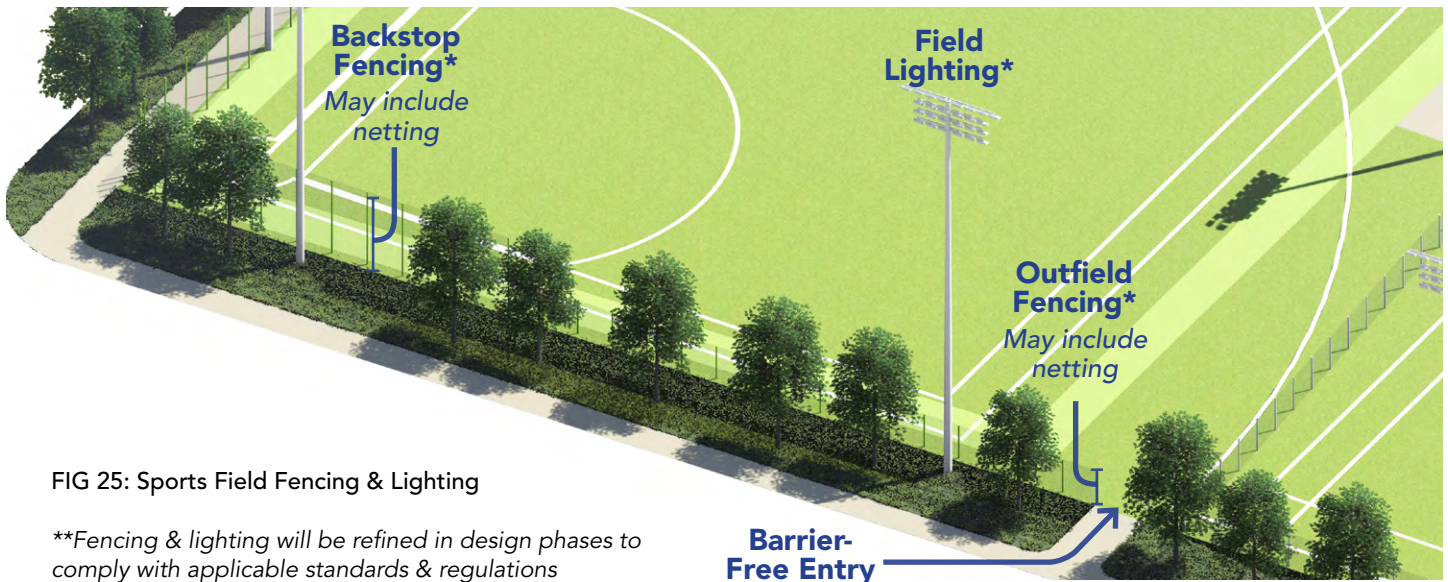 Backstop
Fencing*
May include
netting
Field
Lighting*
Outfield
Fencing*
May include
netting
FIG 25: Sports Field Fencing & Lighting
**Fencing & lighting will be refined in design phases to
comply with applicable standards & regulations
Barrier-
Free Entry